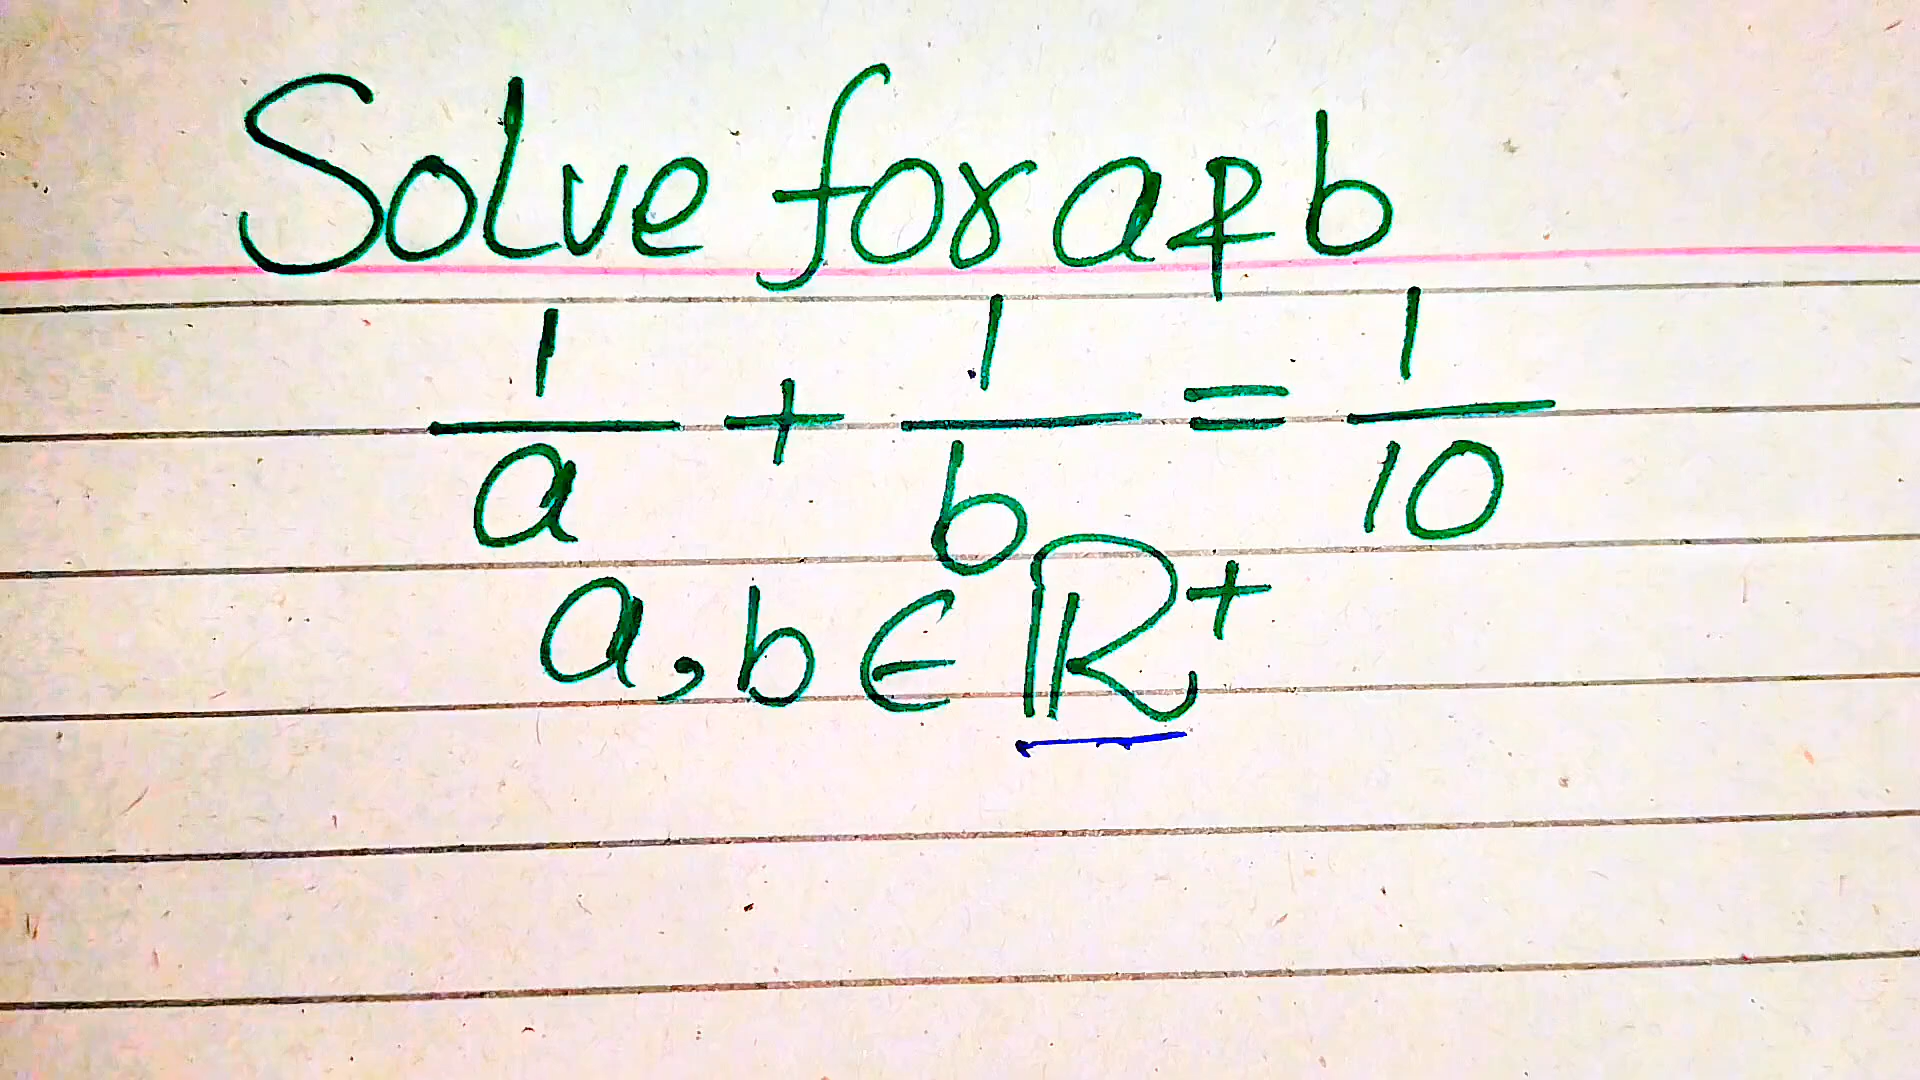 Solve for a & b
1/a + 1/b = 1/10
a, b ∈ ℝ⁺